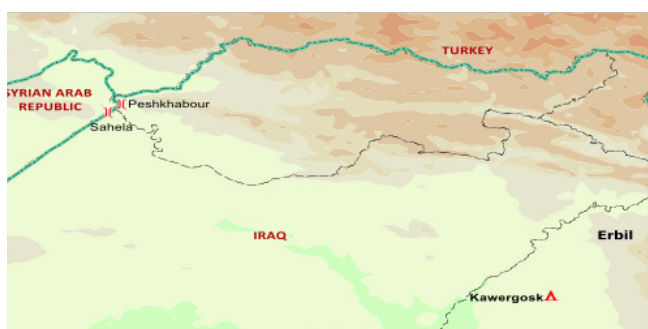 TURKEY
SYRIAN ARAB
REPUBLIC
Peshkhabour
Sahela
IRAQ
Erbil
Kawergosk